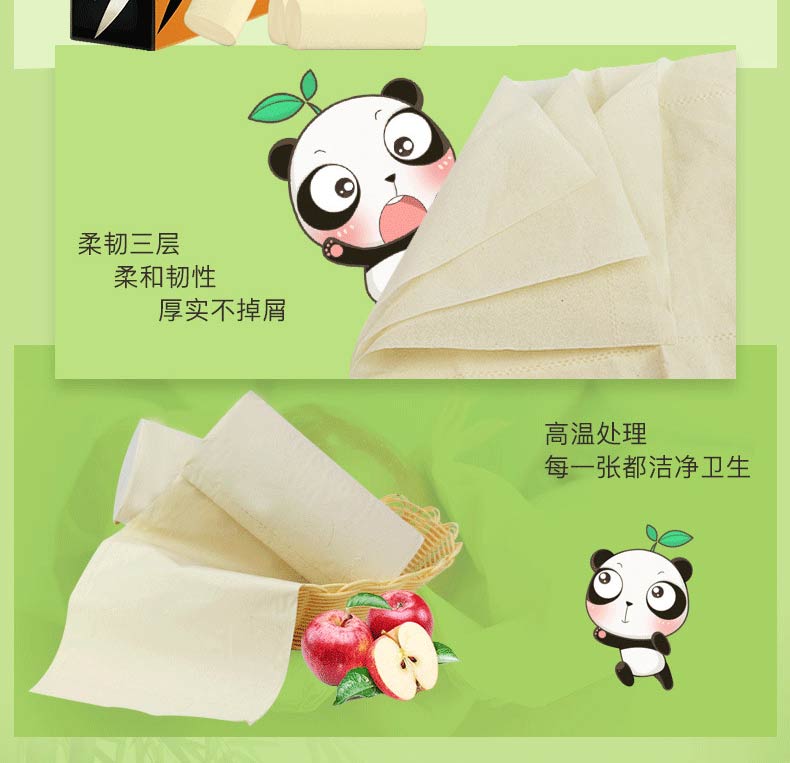 柔韧三层
柔和韧性
厚实不掉屑
高温处理
每一张都洁净卫生